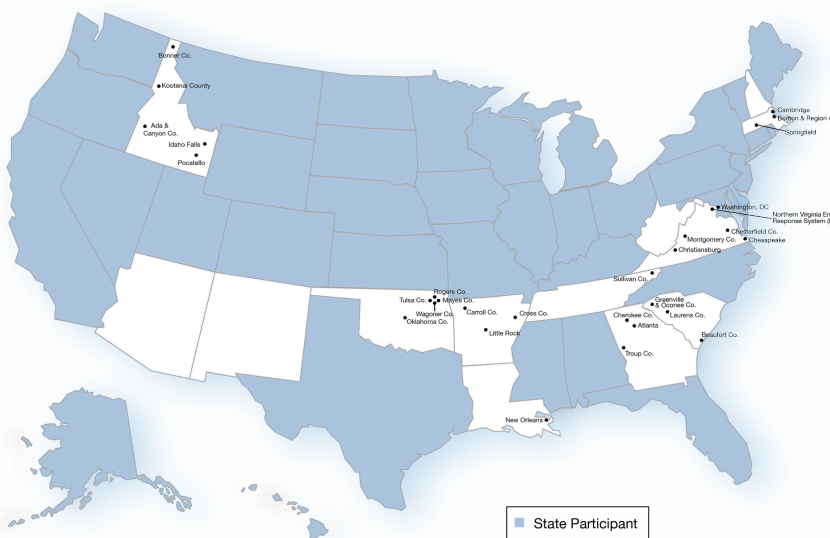 Bonner Co.
Kootenai County
Ada &
Canyon Co.
Idaho Falls
Pocatello
Cambridge
Boston & Region
Springfield
Washington, DC
Northern Virginia
Response System
Chesterfield Co.
Chesapeake
Montgomery Co.
Christiansburg
Sullivan Co.
Rogers Co.
Tulsa Co.
Mayes Co.
Wagoner Co.
Oklahoma Co.
Carroll Co.
Cross Co.
Little Rock
Greenville
& Oconee Co.
Laurens Co.
Cherokee Co.
Atlanta
Beaufort Co.
Troup Co.
New Orleans
State Participant